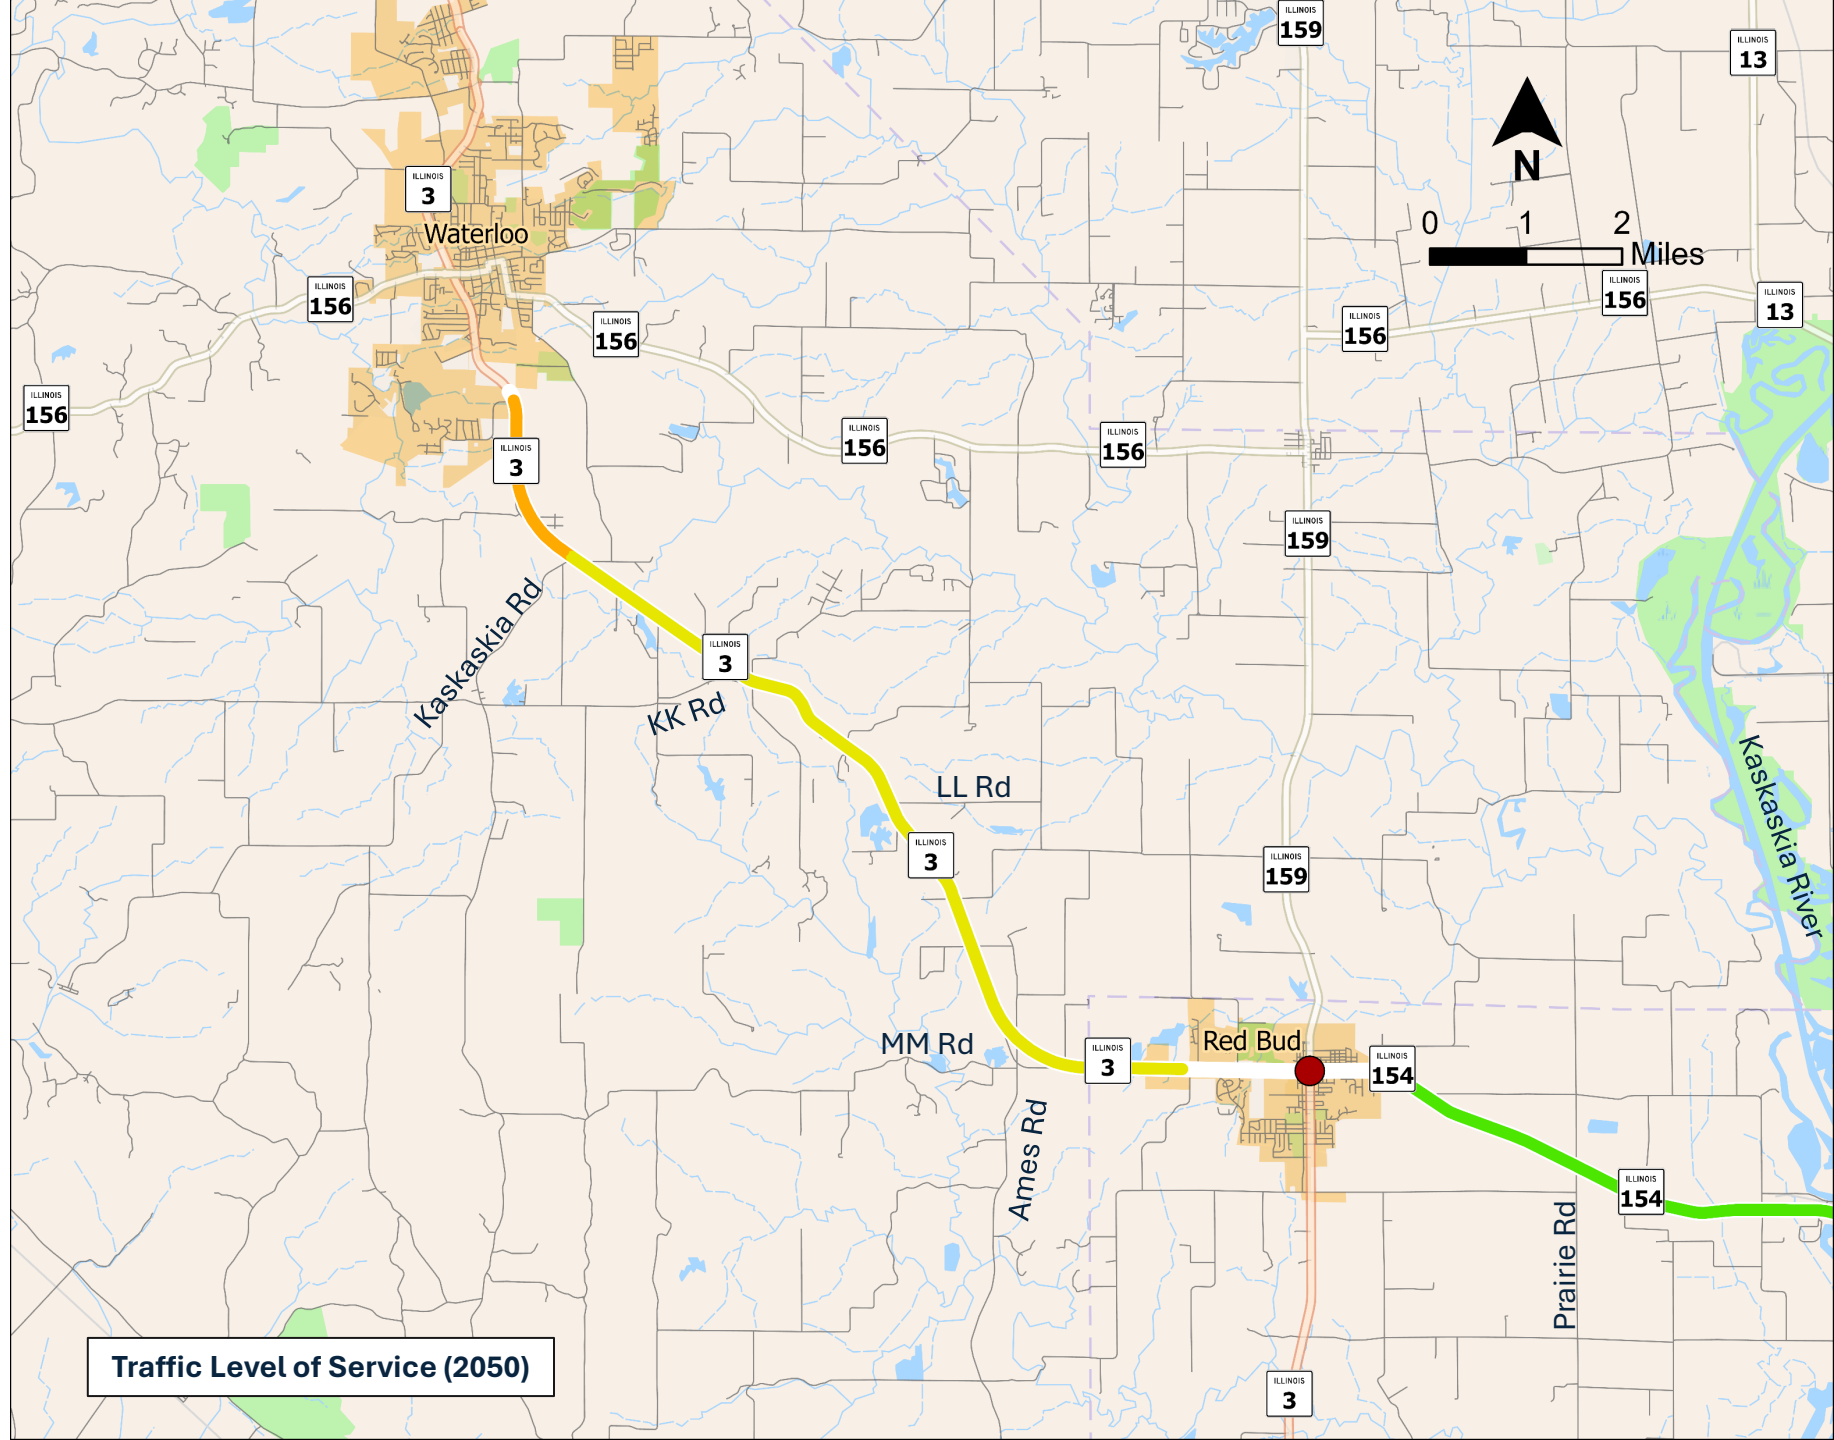 ILLINOIS
159
ILLINOIS
13
N
ILLINOIS
3
0 1 2
Miles
Waterloo
ILLINOIS
156
ILLINOIS
156
ILLINOIS
156
ILLINOIS
156
ILLINOIS
13
ILLINOIS
156
ILLINOIS
156
ILLINOIS
156
ILLINOIS
3
ILLINOIS
159
Kaskaskia Rd
ILLINOIS
3
KK Rd
LL Rd
Kaskaskia River
ILLINOIS
3
ILLINOIS
159
MM Rd
Red Bud
ILLINOIS
3
ILLINOIS
154
Ames Rd
ILLINOIS
154
Prairie Rd
Traffic Level of Service (2050)
ILLINOIS
3